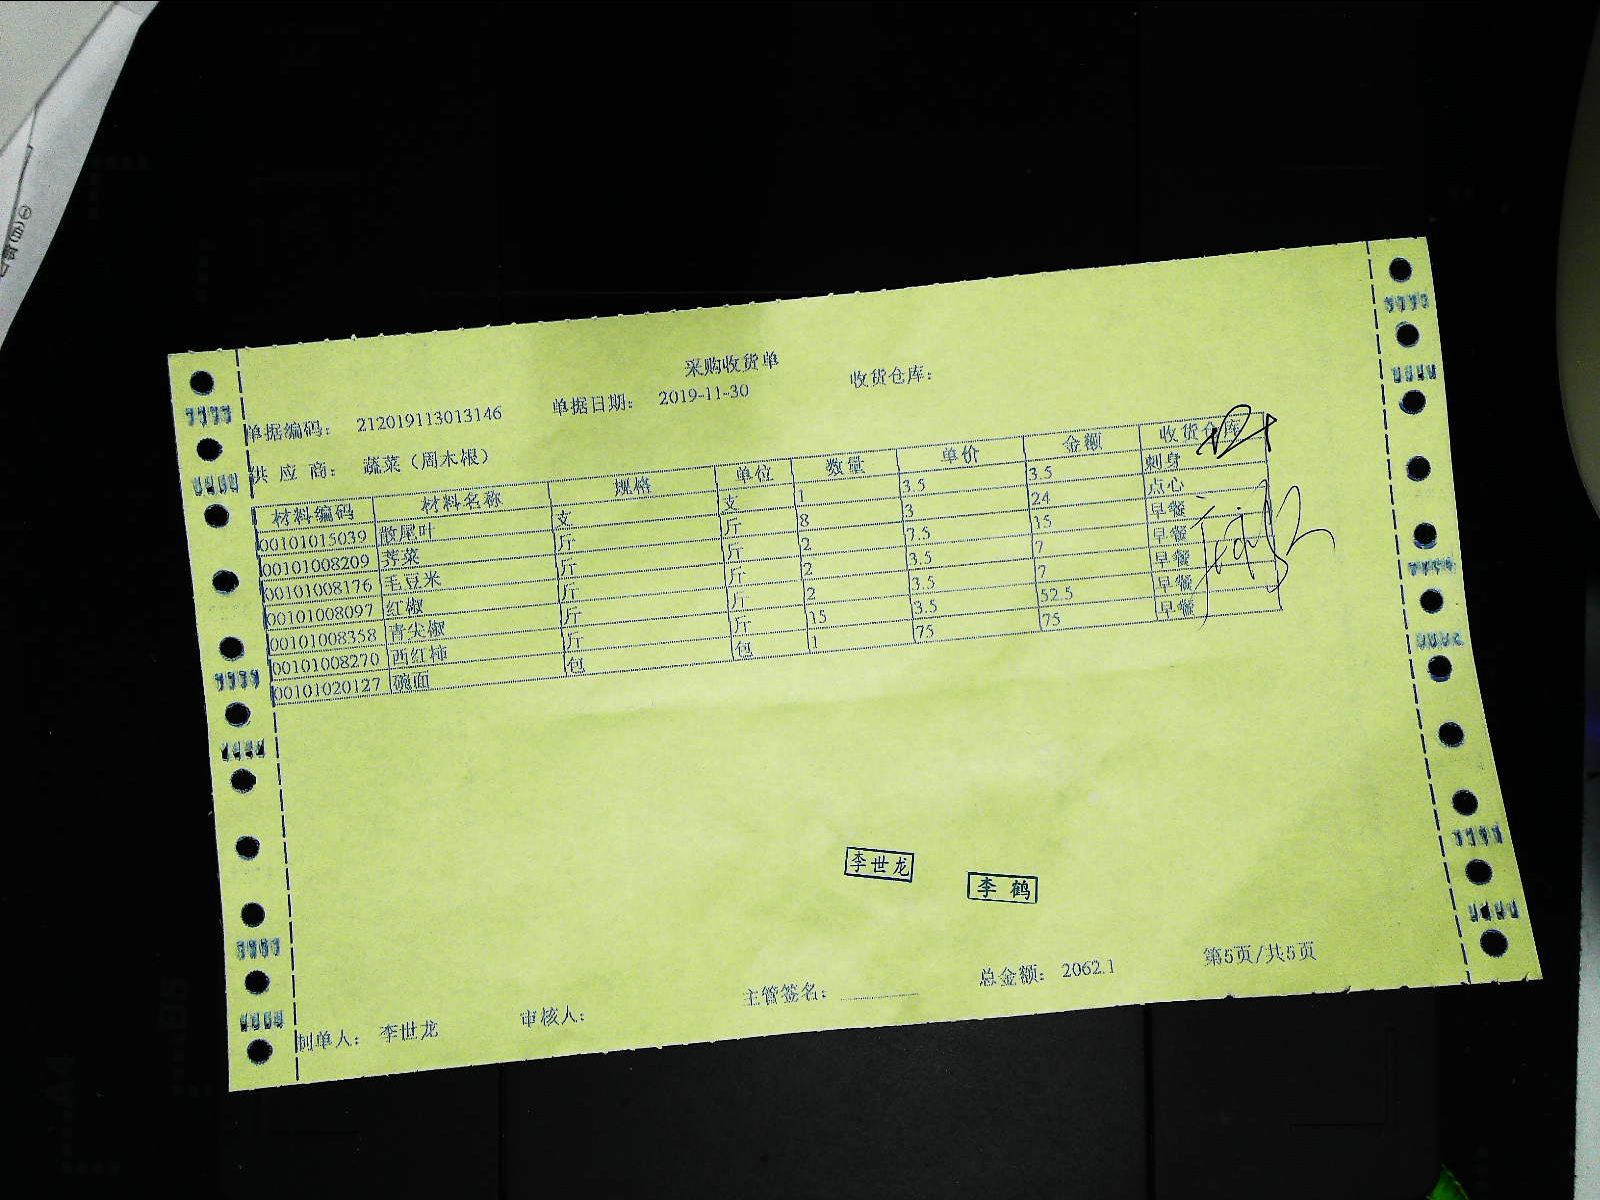 采购收货单
单据编码： 212019113013146 单据日期： 2019-11-30 收货仓库：
供 应 商： 蔬菜（周木根）
材料编码 材料名称 规格 单位 数量 单价 金额 收货仓库
00101015039 散尾叶 支 支 1 3.5 3.5 刺身
00101008209 荠菜 斤 斤 8 3 24 点心
00101008176 毛豆米 斤 斤 2 7.5 15 早餐
00101008097 红椒 斤 斤 2 3.5 7 早餐
00101008358 青尖椒 斤 斤 2 3.5 7 早餐
00101008270 西红柿 斤 斤 15 3.5 52.5 早餐
00101020127 碗面 包 包 1 75 75 早餐
李世龙
李鹤
制单人： 李世龙 审核人： 主管签名： 总金额： 2062.1 第5页/共5页